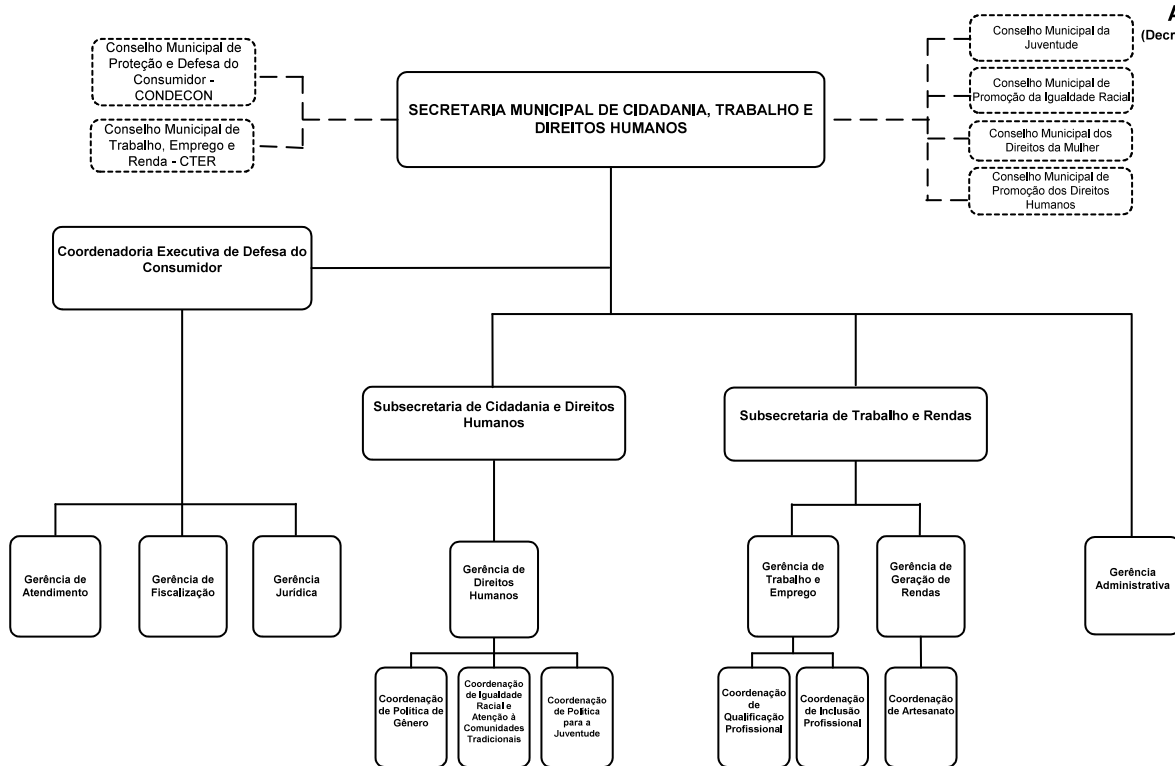 A
(Decr
Conselho Municipal de
Proteção e Defesa do
Consumidor -
CONDECON
Conselho Municipal de
Trabalho, Emprego e
Renda - CTER
SECRETARIA MUNICIPAL DE CIDADANIA, TRABALHO E
DIREITOS HUMANOS
Conselho Municipal da
Juventude
Conselho Municipal de
Promoção da Igualdade Racial
Conselho Municipal dos
Direitos da Mulher
Conselho Municipal de
Promoção dos Direitos
Humanos
Coordenadoria Executiva de Defesa do
Consumidor
Subsecretaria de Cidadania e Direitos
Humanos
Subsecretaria de Trabalho e Rendas
Gerência de
Atendimento
Gerência de
Fiscalização
Gerência
Jurídica
Gerência de
Direitos
Humanos
Gerência de
Trabalho e
Emprego
Gerência de
Geração de
Rendas
Gerência
Administrativa
Coordenação
de Política de
Gênero
Coordenação
de Igualdade
Racial e
Atenção à
Comunidades
Tradicionais
Coordenação
de Política
para a
Juventude
Coordenação
de
Qualificação
Profissional
Coordenação
de Inclusão
Profissional
Coordenação
de Artesanato